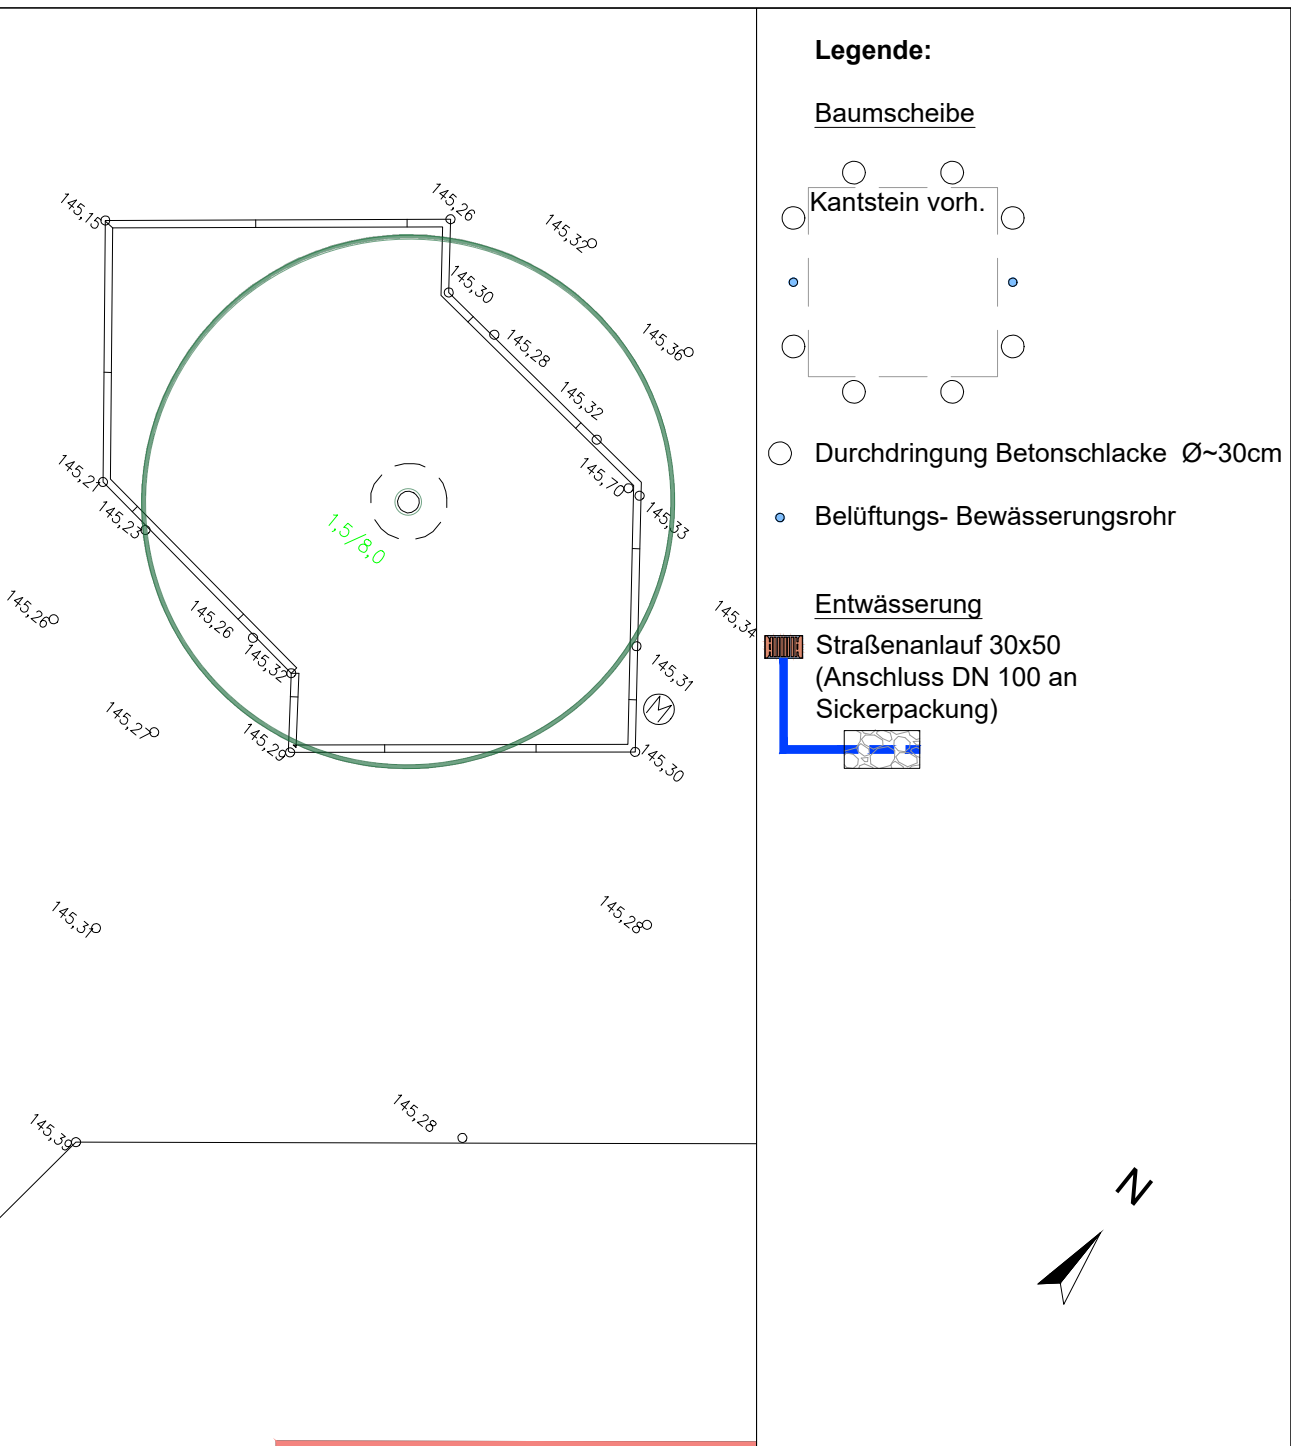 145,15
145,26
145,32
145,30
145,28
145,36
145,32
145,70
145,33
145,21
145,23
1,5/8,0
145,26
145,26
145,32
145,34
145,31
M
145,27
145,29
145,30
145,31
145,28
145,28
145,39
Legende:
Baumscheibe
Kantstein vorh.
Durchdringung Betonschlacke Ø~30cm
Belüftungs- Bewässerungsrohr
Entwässerung
Straßenanlauf 30x50
(Anschluss DN 100 an
Sickerpackung)
N